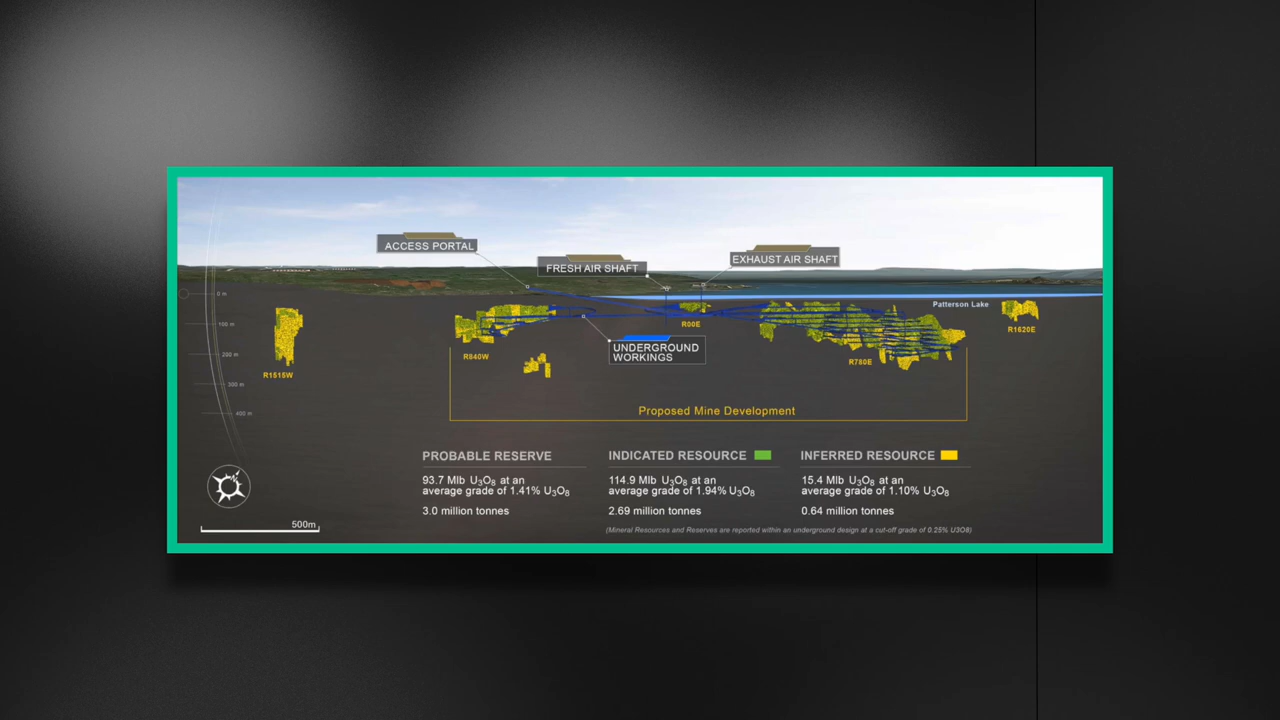 ACCESS PORTAL
FRESH AIR SHAFT
EXHAUST AIR SHAFT
0 m
100 m
200 m
300 m
400 m
Patterson Lake
R1515W
R840W
R00E
R780E
R1620E
UNDERGROUND
WORKINGS
Proposed Mine Development
PROBABLE RESERVE
93.7 Mlb U₃O₈ at an
average grade of 1.41% U₃O₈
3.0 million tonnes
INDICATED RESOURCE
114.9 Mlb U₃O₈ at an
average grade of 1.94% U₃O₈
2.69 million tonnes
INFERRED RESOURCE
15.4 Mlb U₃O₈ at an
average grade of 1.10% U₃O₈
0.64 million tonnes
(Mineral Resources and Reserves are reported within an underground design at a cut-off grade of 0.25% U3O8)
N
500m